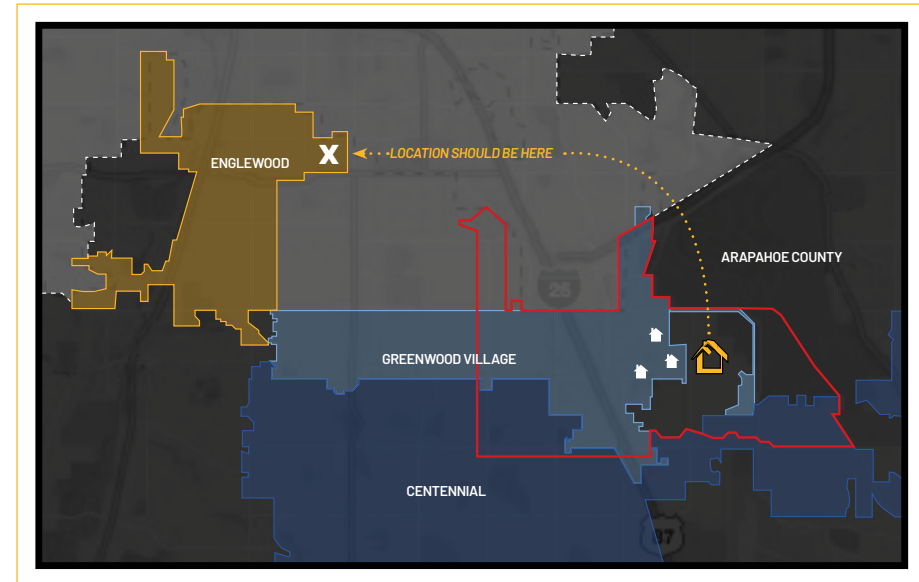 ENGLEWOOD
X
LOCATION SHOULD BE HERE
ARAPAHOE COUNTY
25
GREENWOOD VILLAGE
CENTENNIAL
87